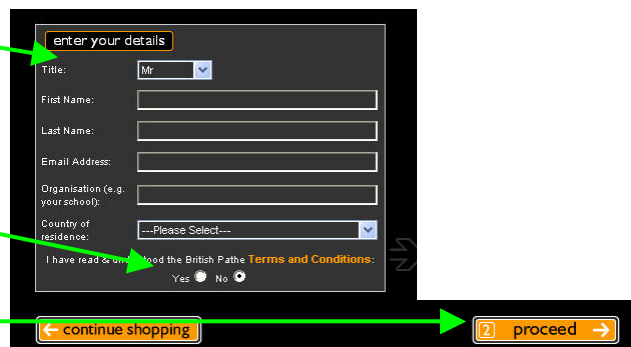 enter your details
Title: Mr
First Name:
Last Name:
Email Address:
Organisation (e.g.
your school):
Country of
residence: ---Please Select---
I have read & understood the British Pathe Terms and Conditions:
Yes No
continue shopping
2 proceed